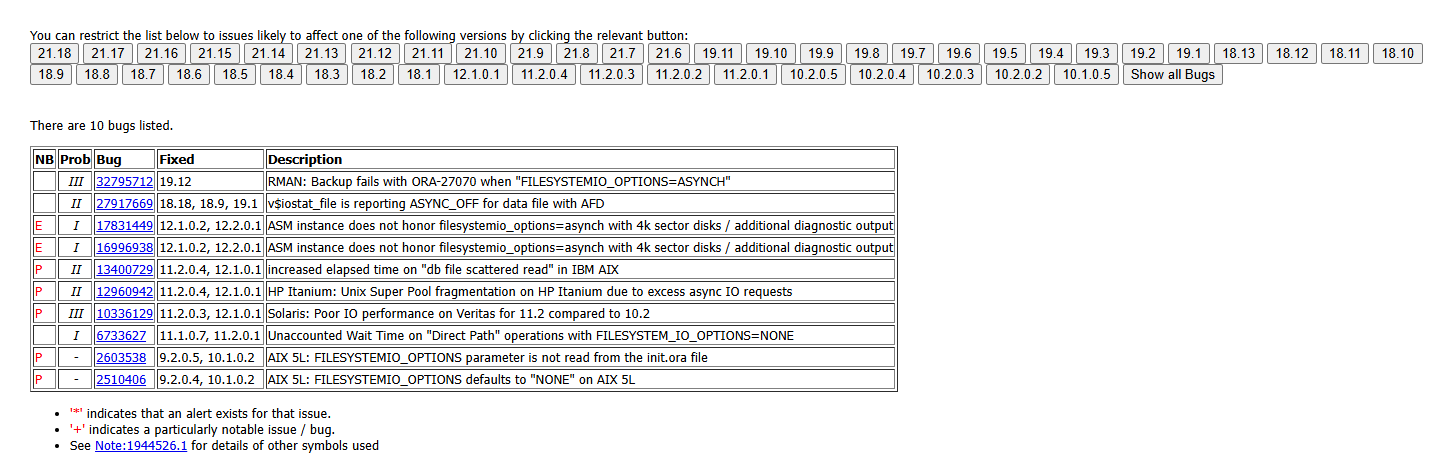 You can restrict the list below to issues likely to affect one of the following versions by clicking the relevant button:
21.18 21.17 21.16 21.15 21.14 21.13 21.12 21.11 21.10 21.9 21.8 21.7 21.6 19.11 19.10 19.9 19.8 19.7 19.6 19.5 19.4 19.3 19.2 19.1 18.13 18.12 18.11 18.10
18.9 18.8 18.7 18.6 18.5 18.4 18.3 18.2 18.1 12.1.0.1 11.2.0.4 11.2.0.3 11.2.0.2 11.2.0.1 10.2.0.5 10.2.0.4 10.2.0.3 10.2.0.2 10.1.0.5 Show all Bugs
There are 10 bugs listed.
NB Prob Bug Fixed Description
III 32795712 19.12 RMAN: Backup fails with ORA-27070 when "FILESYSTEMIO_OPTIONS=ASYNCH"
II 27917669 18.18, 18.9, 19.1 v$iostat_file is reporting ASYNC_OFF for data file with AFD
E I 17831449 12.1.0.2, 12.2.0.1 ASM instance does not honor filesystemio_options=asynch with 4k sector disks / additional diagnostic output
E I 16996938 12.1.0.2, 12.2.0.1 ASM instance does not honor filesystemio_options=asynch with 4k sector disks / additional diagnostic output
P II 13400729 11.2.0.4, 12.1.0.1 increased elapsed time on "db file scattered read" in IBM AIX
P II 12960942 11.2.0.4, 12.1.0.1 HP Itanium: Unix Super Pool fragmentation on HP Itanium due to excess async IO requests
P III 10336129 11.2.0.3, 12.1.0.1 Solaris: Poor IO performance on Veritas for 11.2 compared to 10.2
I 6733627 11.1.0.7, 11.2.0.1 Unaccounted Wait Time on "Direct Path" operations with FILESYSTEM_IO_OPTIONS=NONE
P - 2603538 9.2.0.5, 10.1.0.2 AIX 5L: FILESYSTEMIO_OPTIONS parameter is not read from the init.ora file
P - 2510406 9.2.0.4, 10.1.0.2 AIX 5L: FILESYSTEMIO_OPTIONS defaults to "NONE" on AIX 5L
• '*' indicates that an alert exists for that issue.
• '+' indicates a particularly notable issue / bug.
• See Note:1944526.1 for details of other symbols used